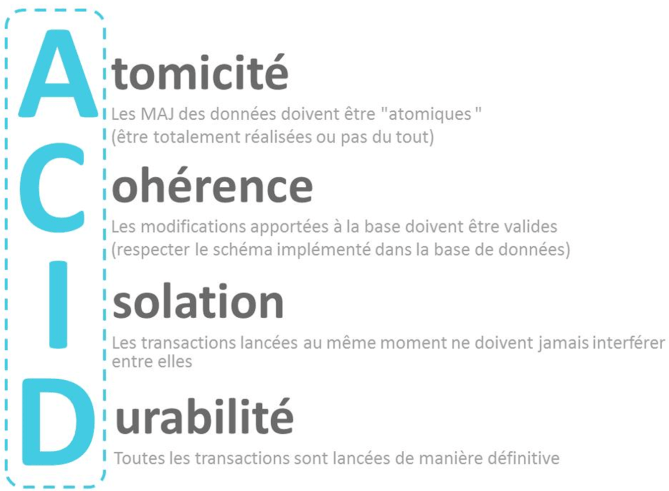 Atomicité
Les MAJ des données doivent être "atomiques "
(être totalement réalisées ou pas du tout)
Cohérence
Les modifications apportées à la base doivent être valides
(respecter le schéma implémenté dans la base de données)
Isolation
Les transactions lancées au même moment ne doivent jamais interférer
entre elles
Durabilité
Toutes les transactions sont lancées de manière définitive